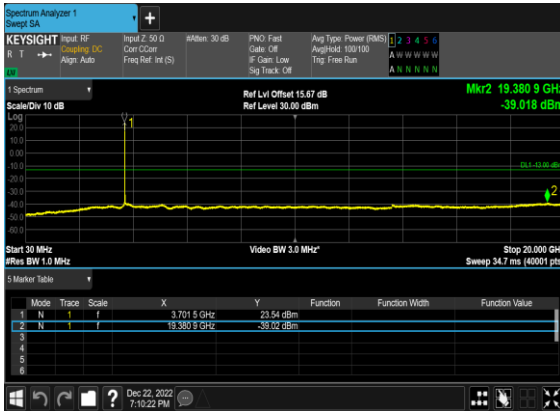 Spectrum Analyzer 1
Swept SA
+
KEYSIGHT
R T
Input: RF
Coupling: DC
Align: Auto
Input Z: 50 Ω
Corr CCorr
Freq Ref: Int (S)
#Atten: 30 dB
PNO: Fast
Gate: Off
IF Gain: Low
Sig Track: Off
Avg Type: Power (RMS)
Avg|Hold: 100/100
Trig: Free Run
1 2 3 4 5 6
A W W W W W
A N N N N N
1 Spectrum
Scale/Div 10 dB
Ref Lvl Offset 15.67 dB
Ref Level 30.00 dBm
Mkr2 19.380 9 GHz
-39.018 dBm
Log
20.0
10.0
0.00
-10.0
-20.0
-30.0
-40.0
-50.0
-60.0
1
DL1 -13.00 dBm
2
Start 30 MHz
#Res BW 1.0 MHz
Video BW 3.0 MHz*
Stop 20.000 GHz
Sweep 34.7 ms (40001 pts)
5 Marker Table
Mode Trace Scale X Y Function Function Width Function Value
1 N 1 f 3.701 5 GHz 23.54 dBm
2 N 1 f 19.380 9 GHz -39.02 dBm
3
4
5
6
?
Dec 22, 2022
7:10:22 PM